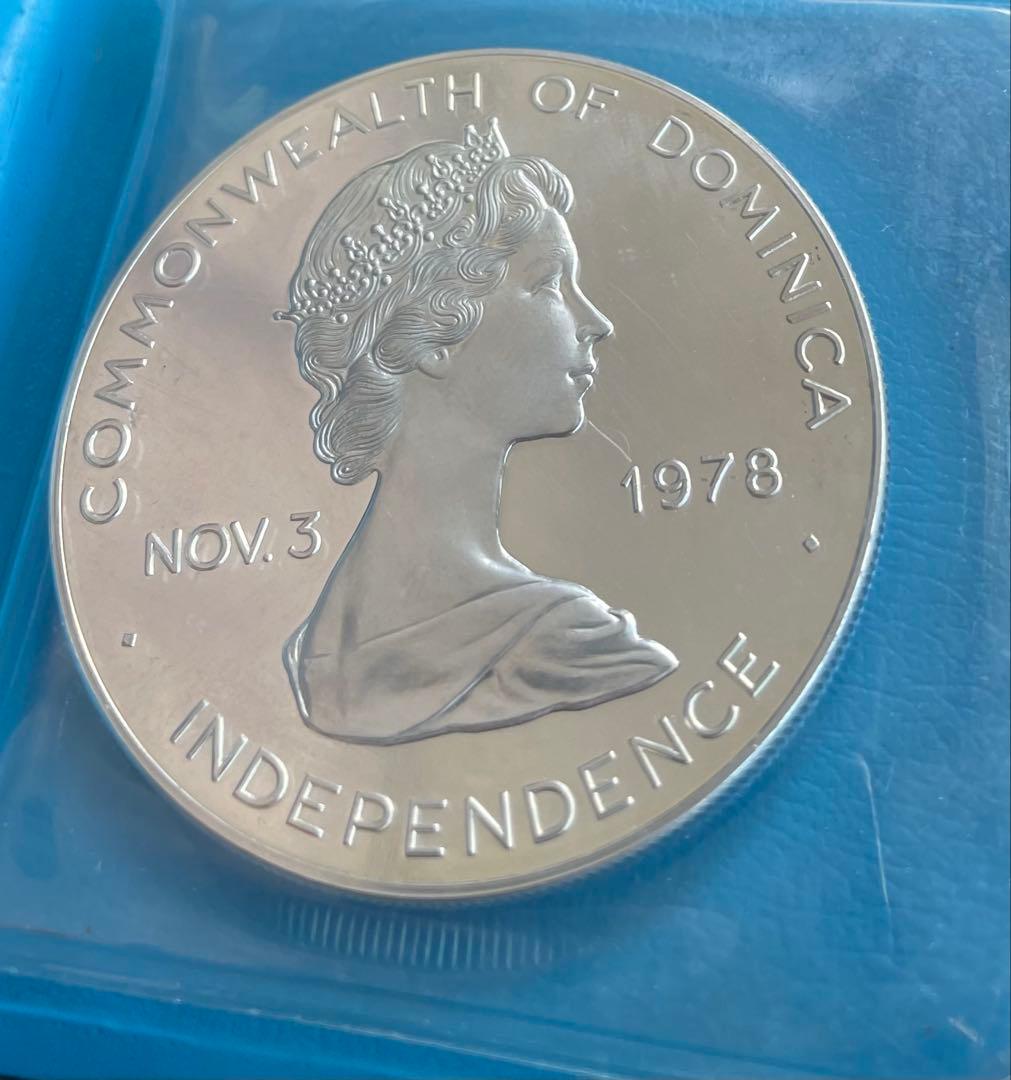 COMMONWEALTH OF DOMINICA
NOV. 3
1978
INDEPENDENCE